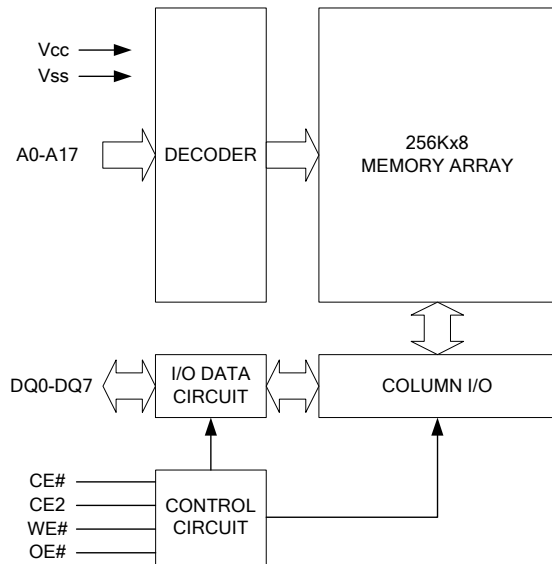 Vcc
Vss
A0-A17
DECODER
256Kx8
MEMORY ARRAY
DQ0-DQ7
I/O DATA
CIRCUIT
COLUMN I/O
CE#
CE2
WE#
OE#
CONTROL
CIRCUIT